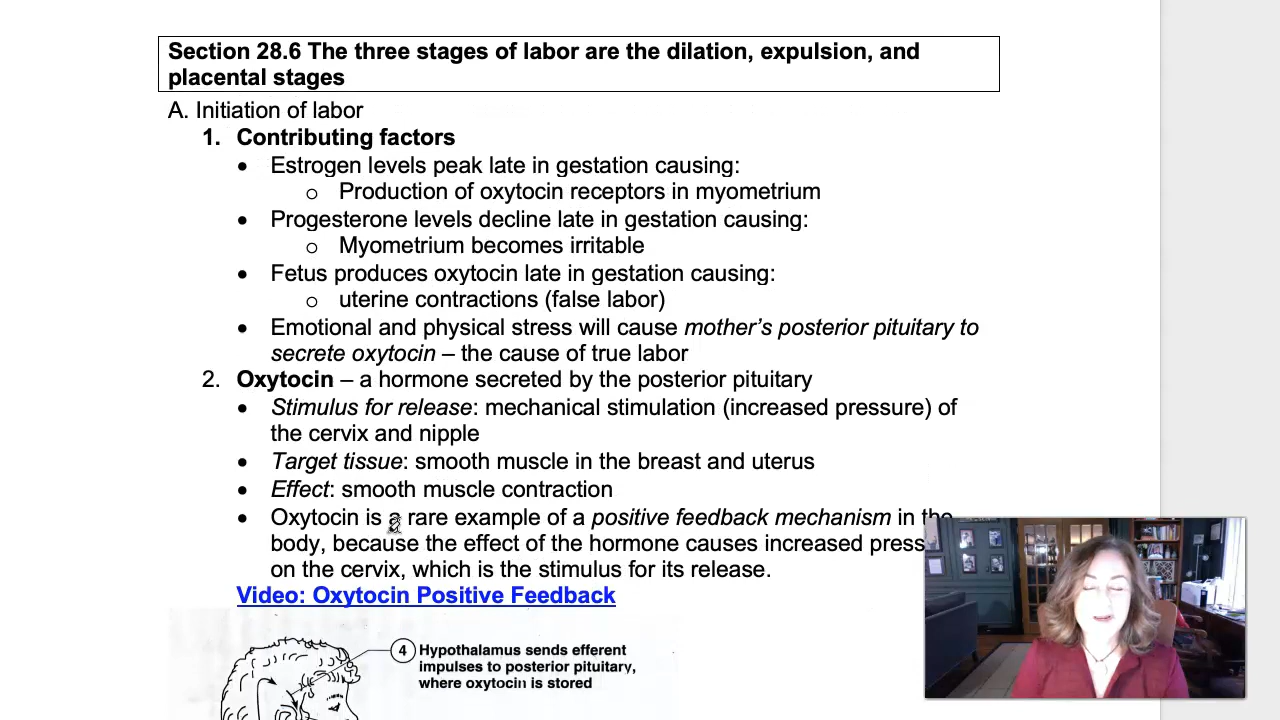 Section 28.6 The three stages of labor are the dilation, expulsion, and
placental stages
A. Initiation of labor
1. Contributing factors
• Estrogen levels peak late in gestation causing:
o Production of oxytocin receptors in myometrium
• Progesterone levels decline late in gestation causing:
o Myometrium becomes irritable
• Fetus produces oxytocin late in gestation causing:
o uterine contractions (false labor)
• Emotional and physical stress will cause mother's posterior pituitary to
secrete oxytocin – the cause of true labor
2. Oxytocin – a hormone secreted by the posterior pituitary
• Stimulus for release: mechanical stimulation (increased pressure) of
the cervix and nipple
• Target tissue: smooth muscle in the breast and uterus
• Effect: smooth muscle contraction
• Oxytocin is a rare example of a positive feedback mechanism in the
body, because the effect of the hormone causes increased press
on the cervix, which is the stimulus for its release.
Video: Oxytocin Positive Feedback
4 Hypothalamus sends efferent
impulses to posterior pituitary,
where oxytocin is stored